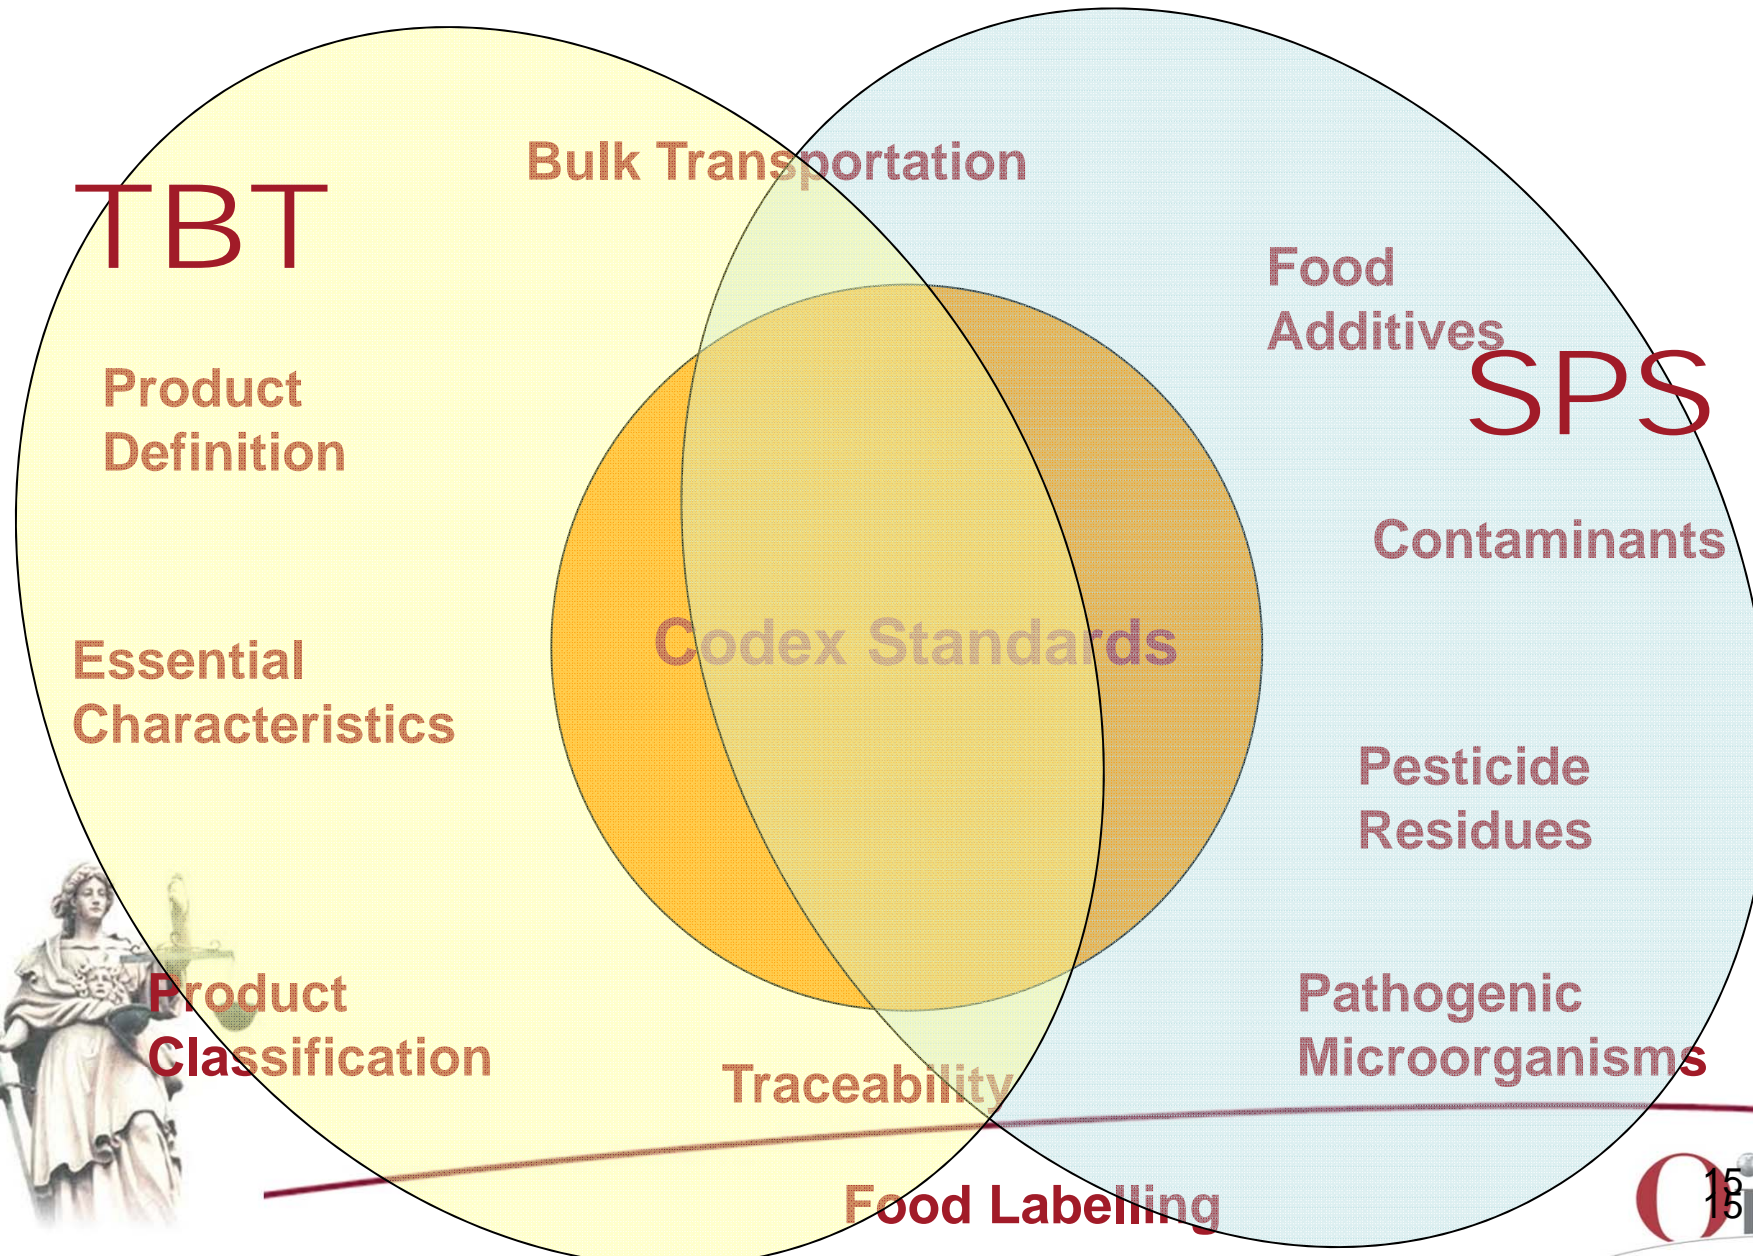 Bulk Transportation
TBT
Food
Additives
SPS
Product
Definition
Contaminants
Codex Standards
Essential
Characteristics
Pesticide
Residues
Product
Classification
Pathogenic
Microorganisms
Traceability
Food Labelling
15
15